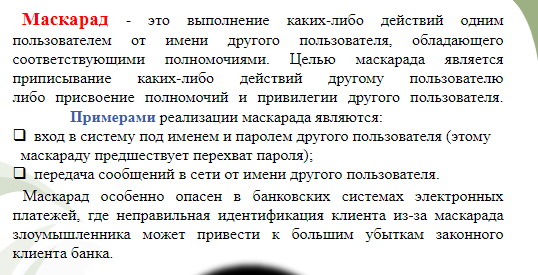 Маскарад - это выполнение каких-либо действий одним
пользователем от имени другого пользователя, обладающего
соответствующими полномочиями. Целью маскарада является
приписывание каких-либо действий другому пользователю
либо присвоение полномочий и привилегии другого пользователя.
Примерами реализации маскарада являются:
❑ вход в систему под именем и паролем другого пользователя (этому
маскараду предшествует перехват пароля);
❑ передача сообщений в сети от имени другого пользователя.
Маскарад особенно опасен в банковских системах электронных
платежей, где неправильная идентификация клиента из-за маскарада
злоумышленника может привести к большим убыткам законного
клиента банка.